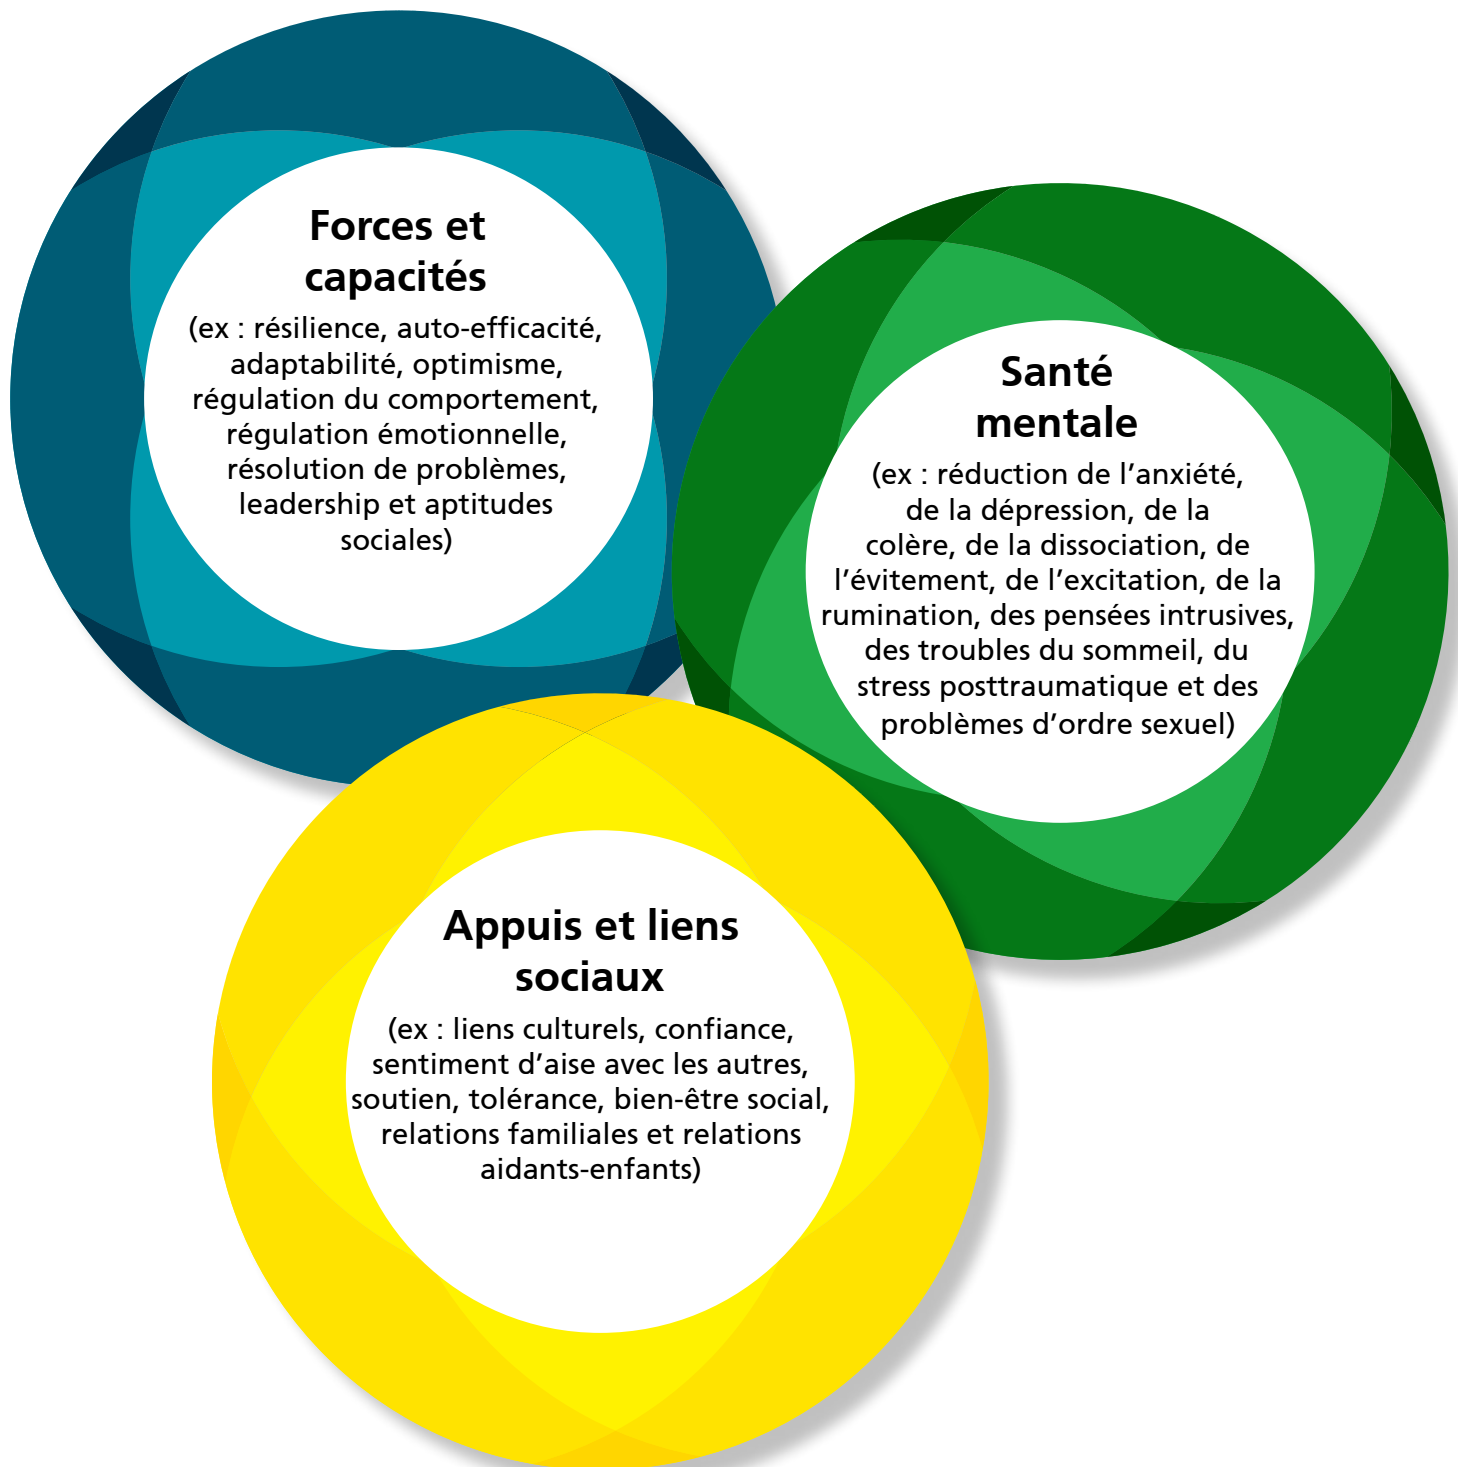 Forces et
capacités
(ex : résilience, auto-efficacité,
adaptabilité, optimisme,
régulation du comportement,
régulation émotionnelle,
résolution de problèmes,
leadership et aptitudes
sociales)
Santé
mentale
(ex : réduction de l’anxiété,
de la dépression, de la
colère, de la dissociation, de
l’évitement, de l’excitation, de la
rumination, des pensées intrusives,
des troubles du sommeil, du
stress posttraumatique et des
problèmes d’ordre sexuel)
Appuis et liens
sociaux
(ex : liens culturels, confiance,
sentiment d’aise avec les autres,
soutien, tolérance, bien-être social,
relations familiales et relations
aidants-enfants)